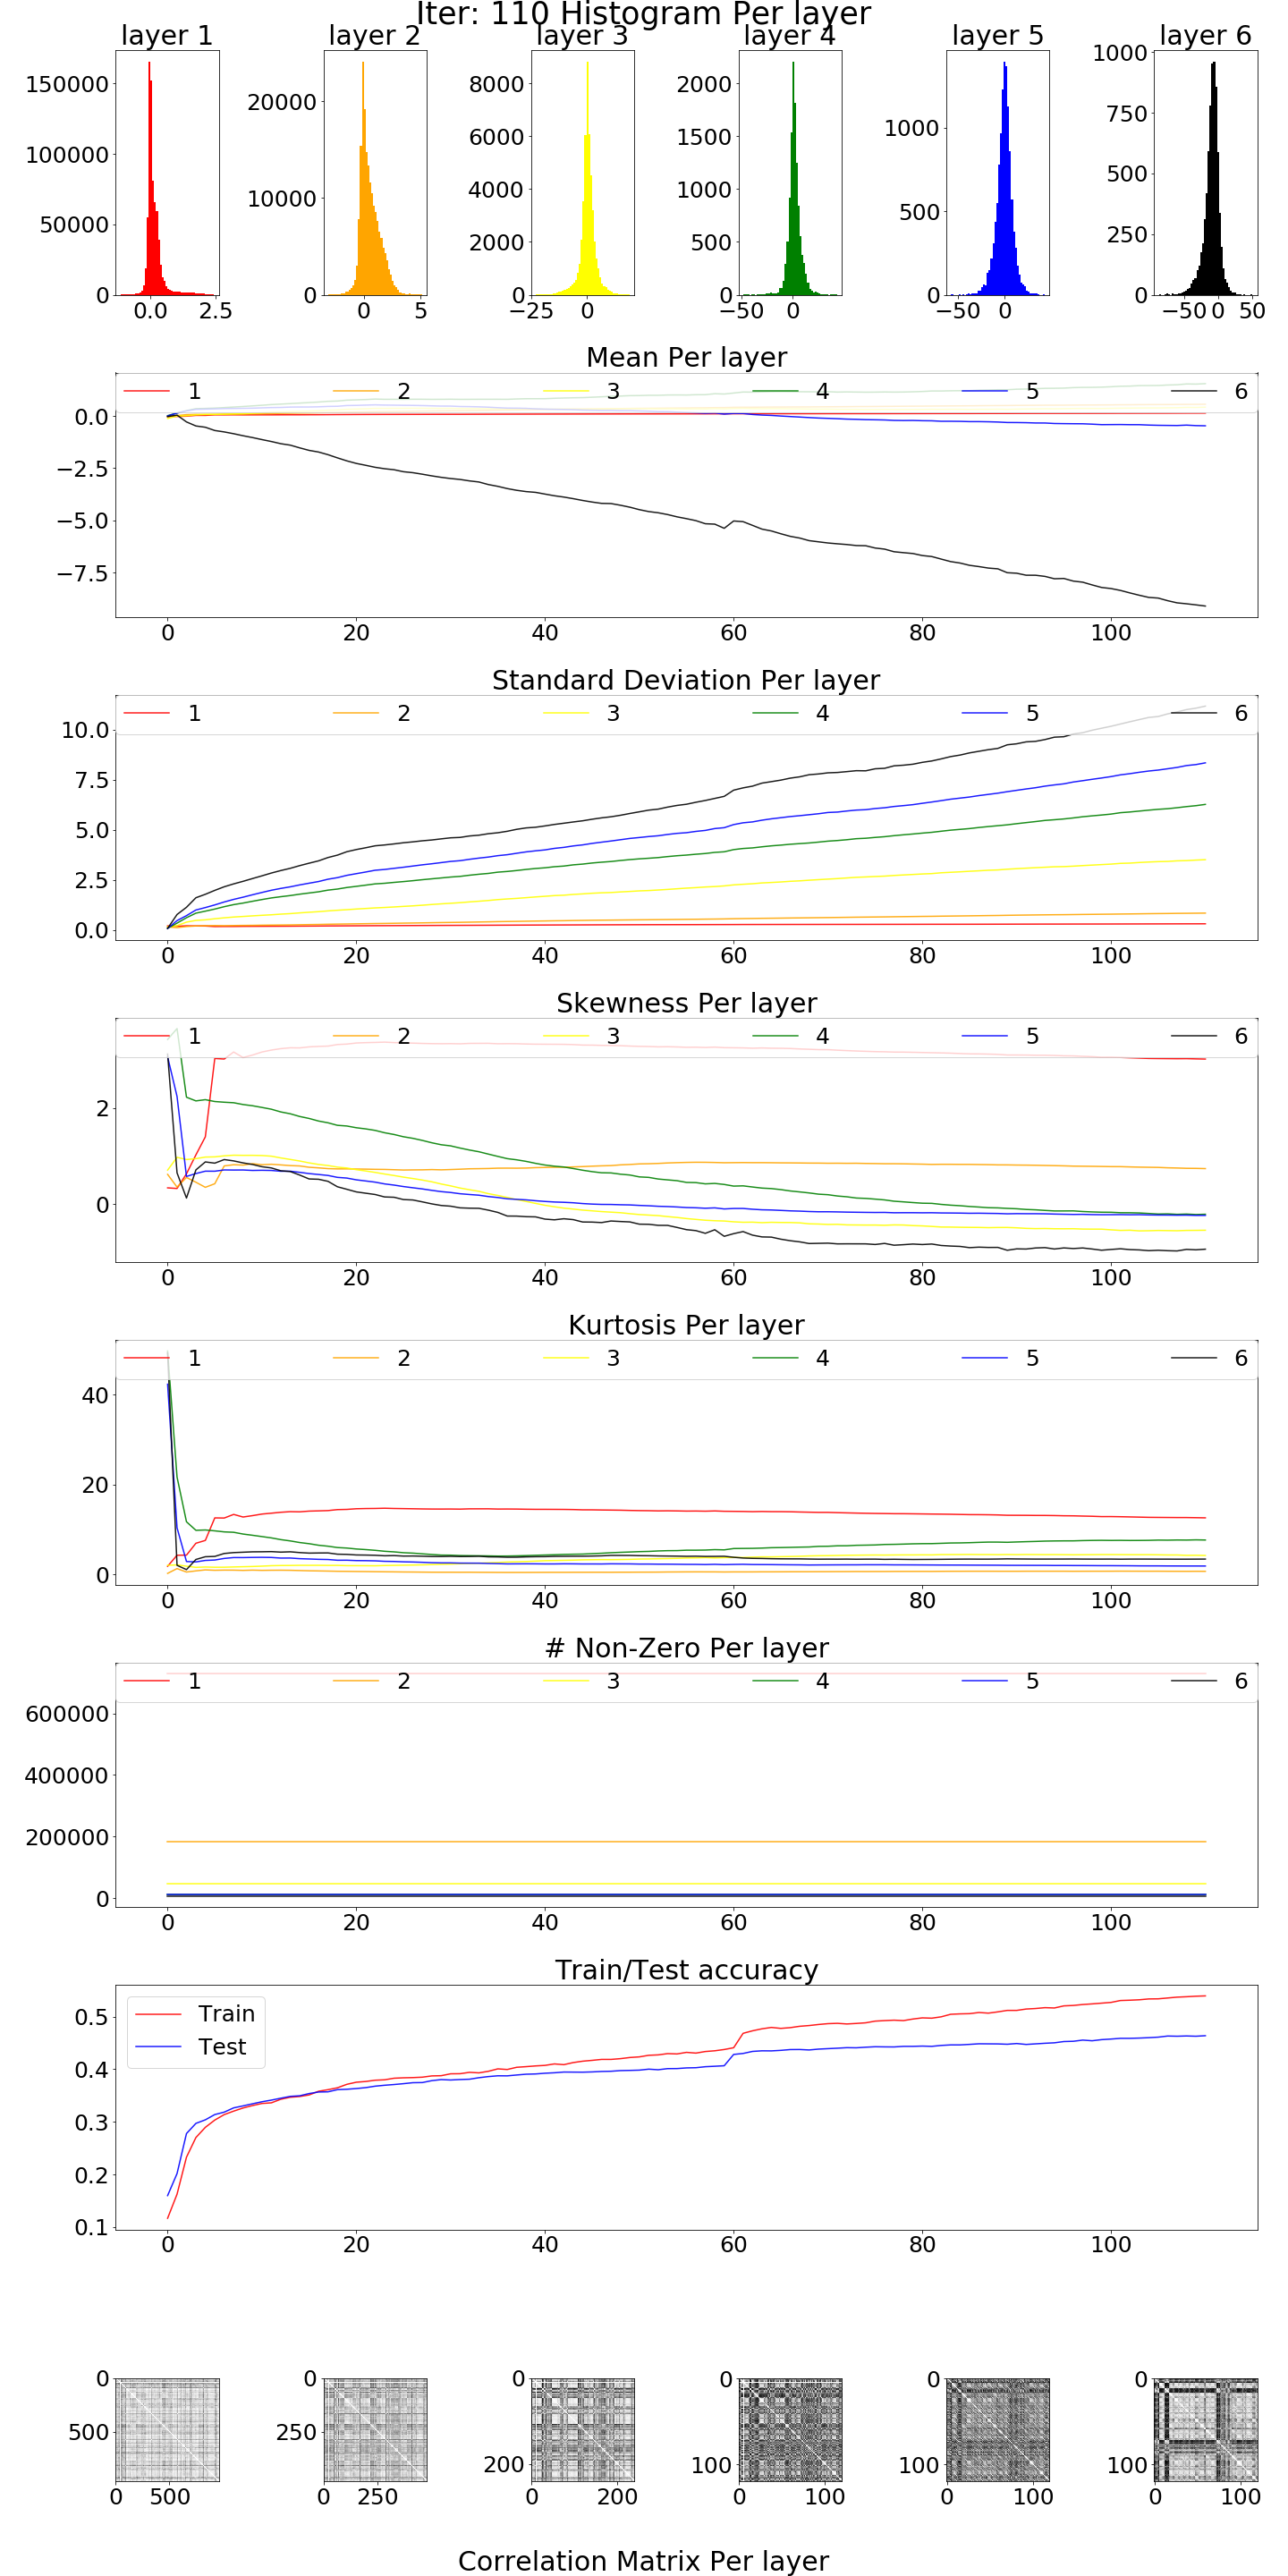 Iter: 110 Histogram Per layer
layer 1 layer 2 layer 3 layer 4 layer 5 layer 6
150000 100000 50000 0
0.0 2.5
20000 10000 0
0 5
8000 6000 4000 2000 0
−25 0
2000 1500 1000 500 0
−50 0
1000 500 0
−50 0
1000 750 500 250 0
−50 0 50
Mean Per layer
1 2 3 4 5 6
0.0
−2.5
−5.0
−7.5
0 20 40 60 80 100
Standard Deviation Per layer
1 2 3 4 5 6
10.0
7.5
5.0
2.5
0.0
0 20 40 60 80 100
Skewness Per layer
1 2 3 4 5 6
2
0
0 20 40 60 80 100
Kurtosis Per layer
1 2 3 4 5 6
40
20
0
0 20 40 60 80 100
# Non-Zero Per layer
1 2 3 4 5 6
600000
400000
200000
0
0 20 40 60 80 100
Train/Test accuracy
Train
Test
0.5
0.4
0.3
0.2
0.1
0 20 40 60 80 100
0 500
0 500
0 250
0 250
0 200
0 200
0 100
0 100
0 100
0 100
0 100
0 100
Correlation Matrix Per layer